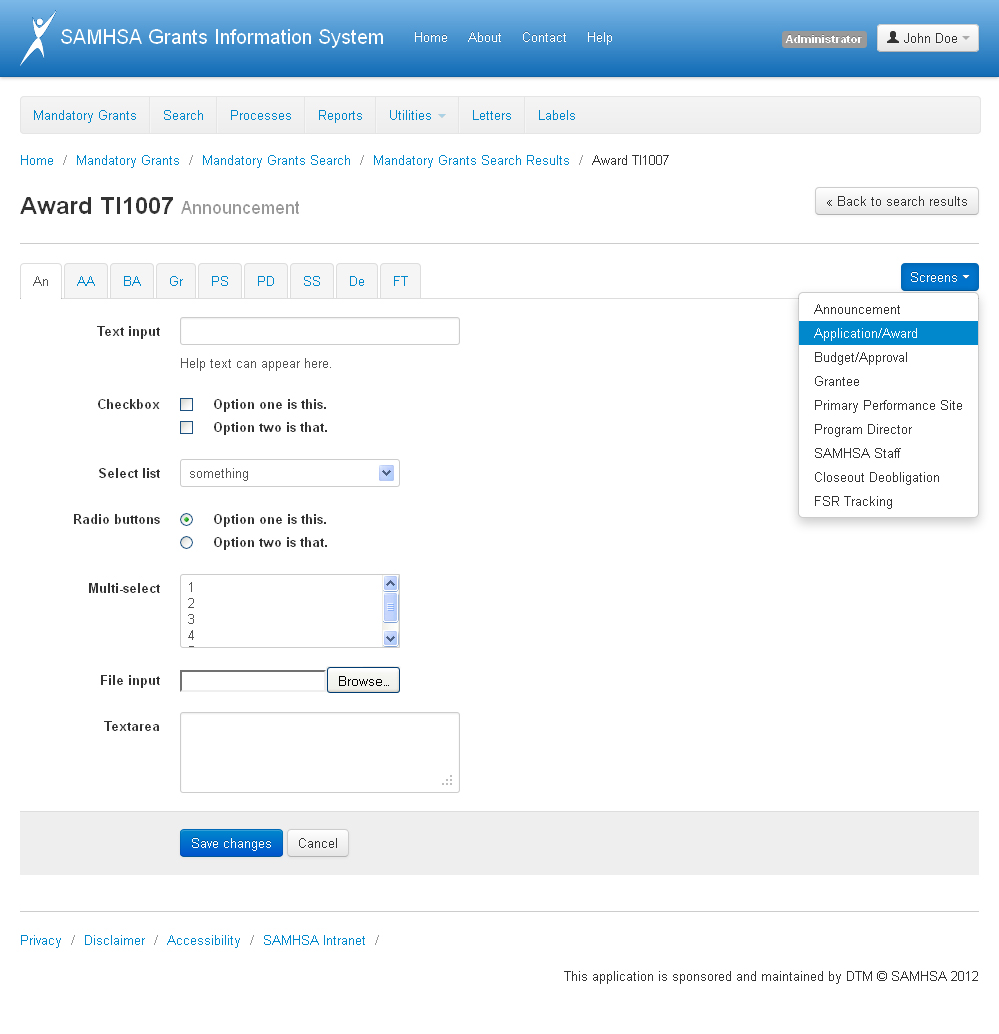 SAMHSA Grants Information System Home About Contact Help Administrator John Doe
Mandatory Grants Search Processes Reports Utilities Letters Labels
Home / Mandatory Grants / Mandatory Grants Search / Mandatory Grants Search Results / Award TI1007
Award TI1007 Announcement
« Back to search results
An AA BA Gr PS PD SS De FT
Screens
Announcement
Application/Award
Budget/Approval
Grantee
Primary Performance Site
Program Director
SAMHSA Staff
Closeout Deobligation
FSR Tracking
Text input
Help text can appear here.
Checkbox Option one is this.
Option two is that.
Select list something
Radio buttons Option one is this.
Option two is that.
Multi-select 1
2
3
4
File input Browse...
Textarea
Save changes Cancel
Privacy / Disclaimer / Accessibility / SAMHSA Intranet /
This application is sponsored and maintained by DTM © SAMHSA 2012